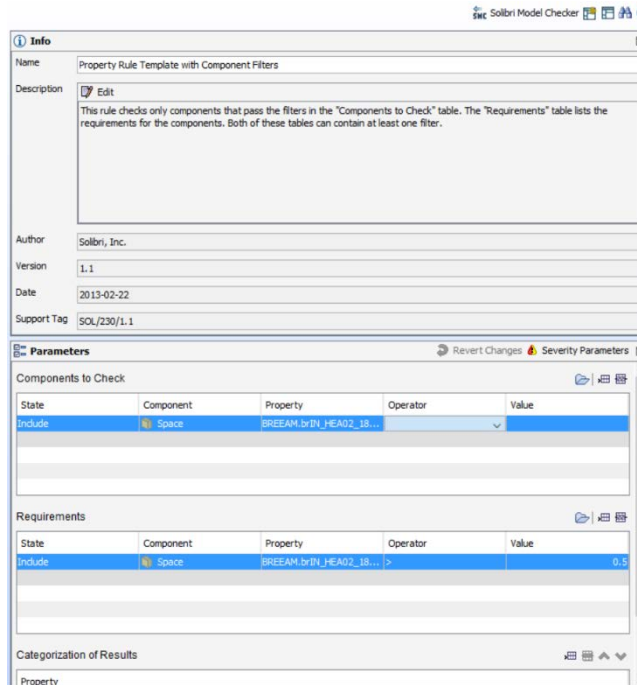 SMC Solibri Model Checker
Info
Name Property Rule Template with Component Filters
Description Edit
This rule checks only components that pass the filters in the "Components to Check" table. The "Requirements" table lists the
requirements for the components. Both of these tables can contain at least one filter.
Author Solibri, Inc.
Version 1.1
Date 2013-02-22
Support Tag SOL/230/1.1
Parameters Revert Changes Severity Parameters
Components to Check
State Component Property Operator Value
Include Space BREEAM.brIN_HEA02_18...
Requirements
State Component Property Operator Value
Include Space BREEAM.brIN_HEA02_18... > 0.5
Categorization of Results
Property